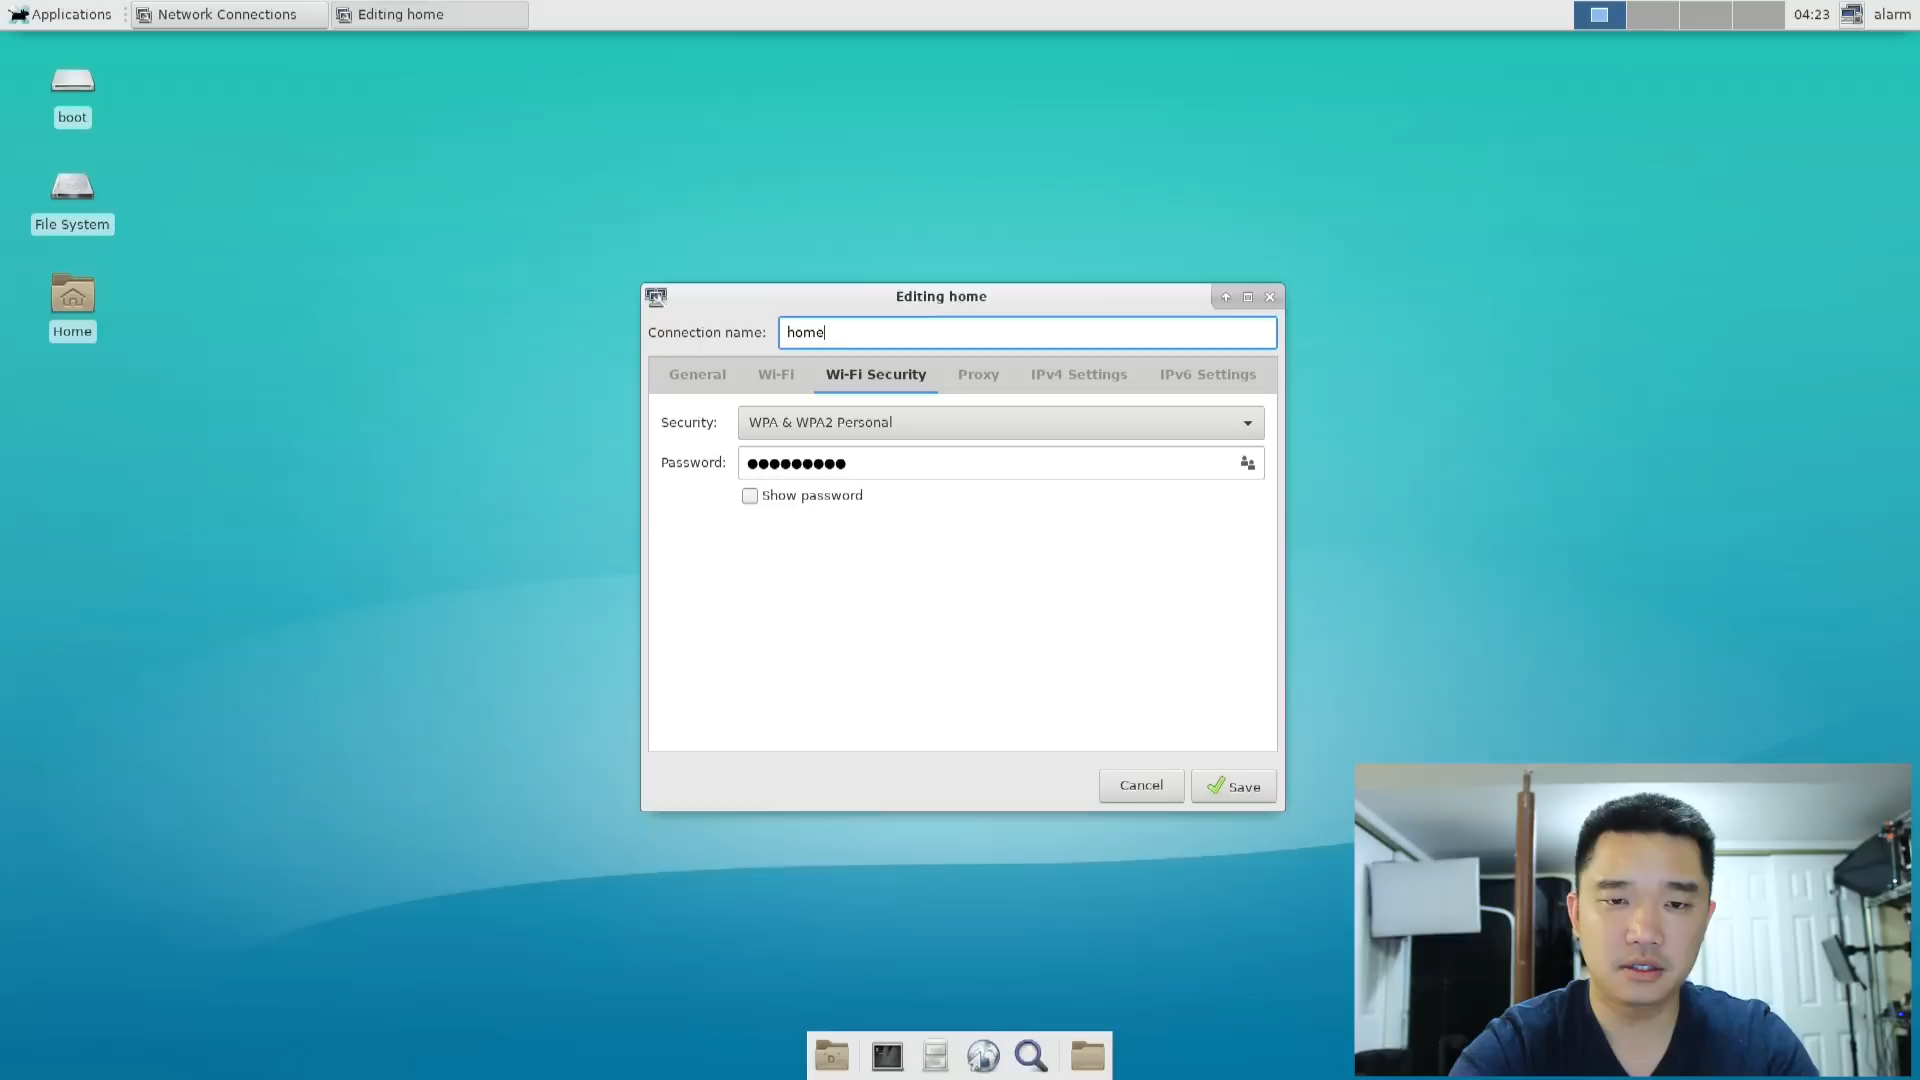 Applications
Network Connections
Editing home
04:23
alarm
boot
File System
Home
Editing home
Connection name: home
General Wi-Fi Wi-Fi Security Proxy IPv4 Settings IPv6 Settings
Security: WPA & WPA2 Personal
Password: ●●●●●●●●●
Show password
Cancel Save